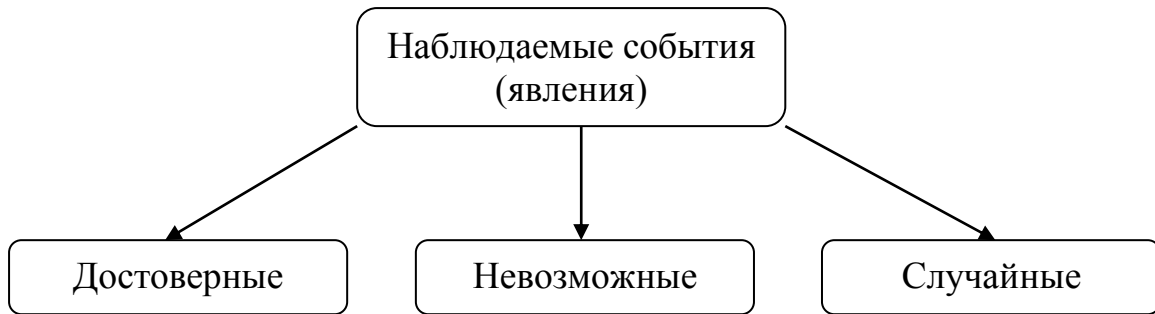 Наблюдаемые события
(явления)
Достоверные
Невозможные
Случайные